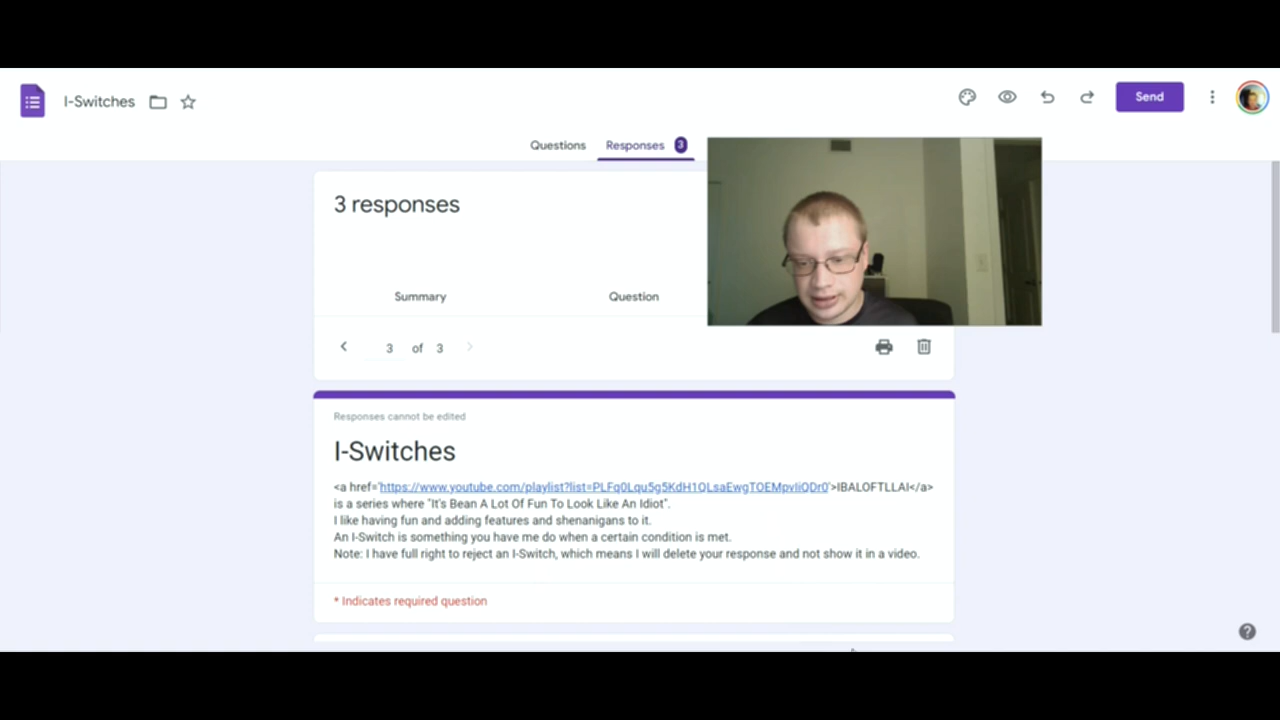 I-Switches
Send
Questions
Responses 3
3 responses
Summary
Question
3 of 3
Responses cannot be edited
I-Switches
<a href='https://www.youtube.com/playlist?list=PLFq0Lqu5g5KdH1QLsaEwgTOEMpvIiQDr0'>IBALOFTLLAI</a>
is a series where "It's Bean A Lot Of Fun To Look Like An Idiot".
I like having fun and adding features and shenanigans to it.
An I-Switch is something you have me do when a certain condition is met.
Note: I have full right to reject an I-Switch, which means I will delete your response and not show it in a video.
* Indicates required question